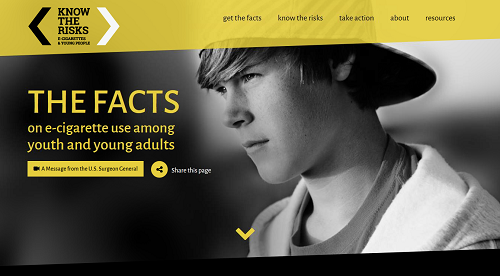 KNOW
THE
RISKS
E-CIGARETTES
& YOUNG PEOPLE
get the facts
know the risks
take action
about
resources
THE FACTS
on e-cigarette use among
youth and young adults
A Message from the U.S. Surgeon General
Share this page